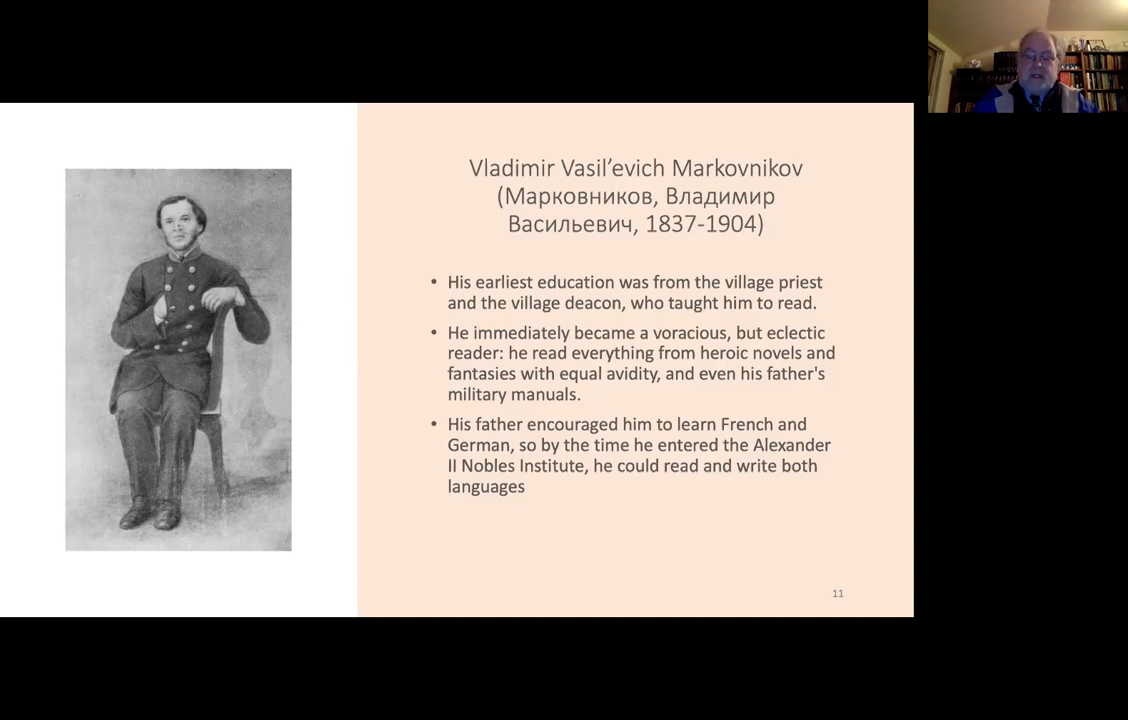 Vladimir Vasil’evich Markovnikov
(Марковников, Владимир
Васильевич, 1837-1904)
• His earliest education was from the village priest
and the village deacon, who taught him to read.
• He immediately became a voracious, but eclectic
reader: he read everything from heroic novels and
fantasies with equal avidity, and even his father's
military manuals.
• His father encouraged him to learn French and
German, so by the time he entered the Alexander
II Nobles Institute, he could read and write both
languages
11